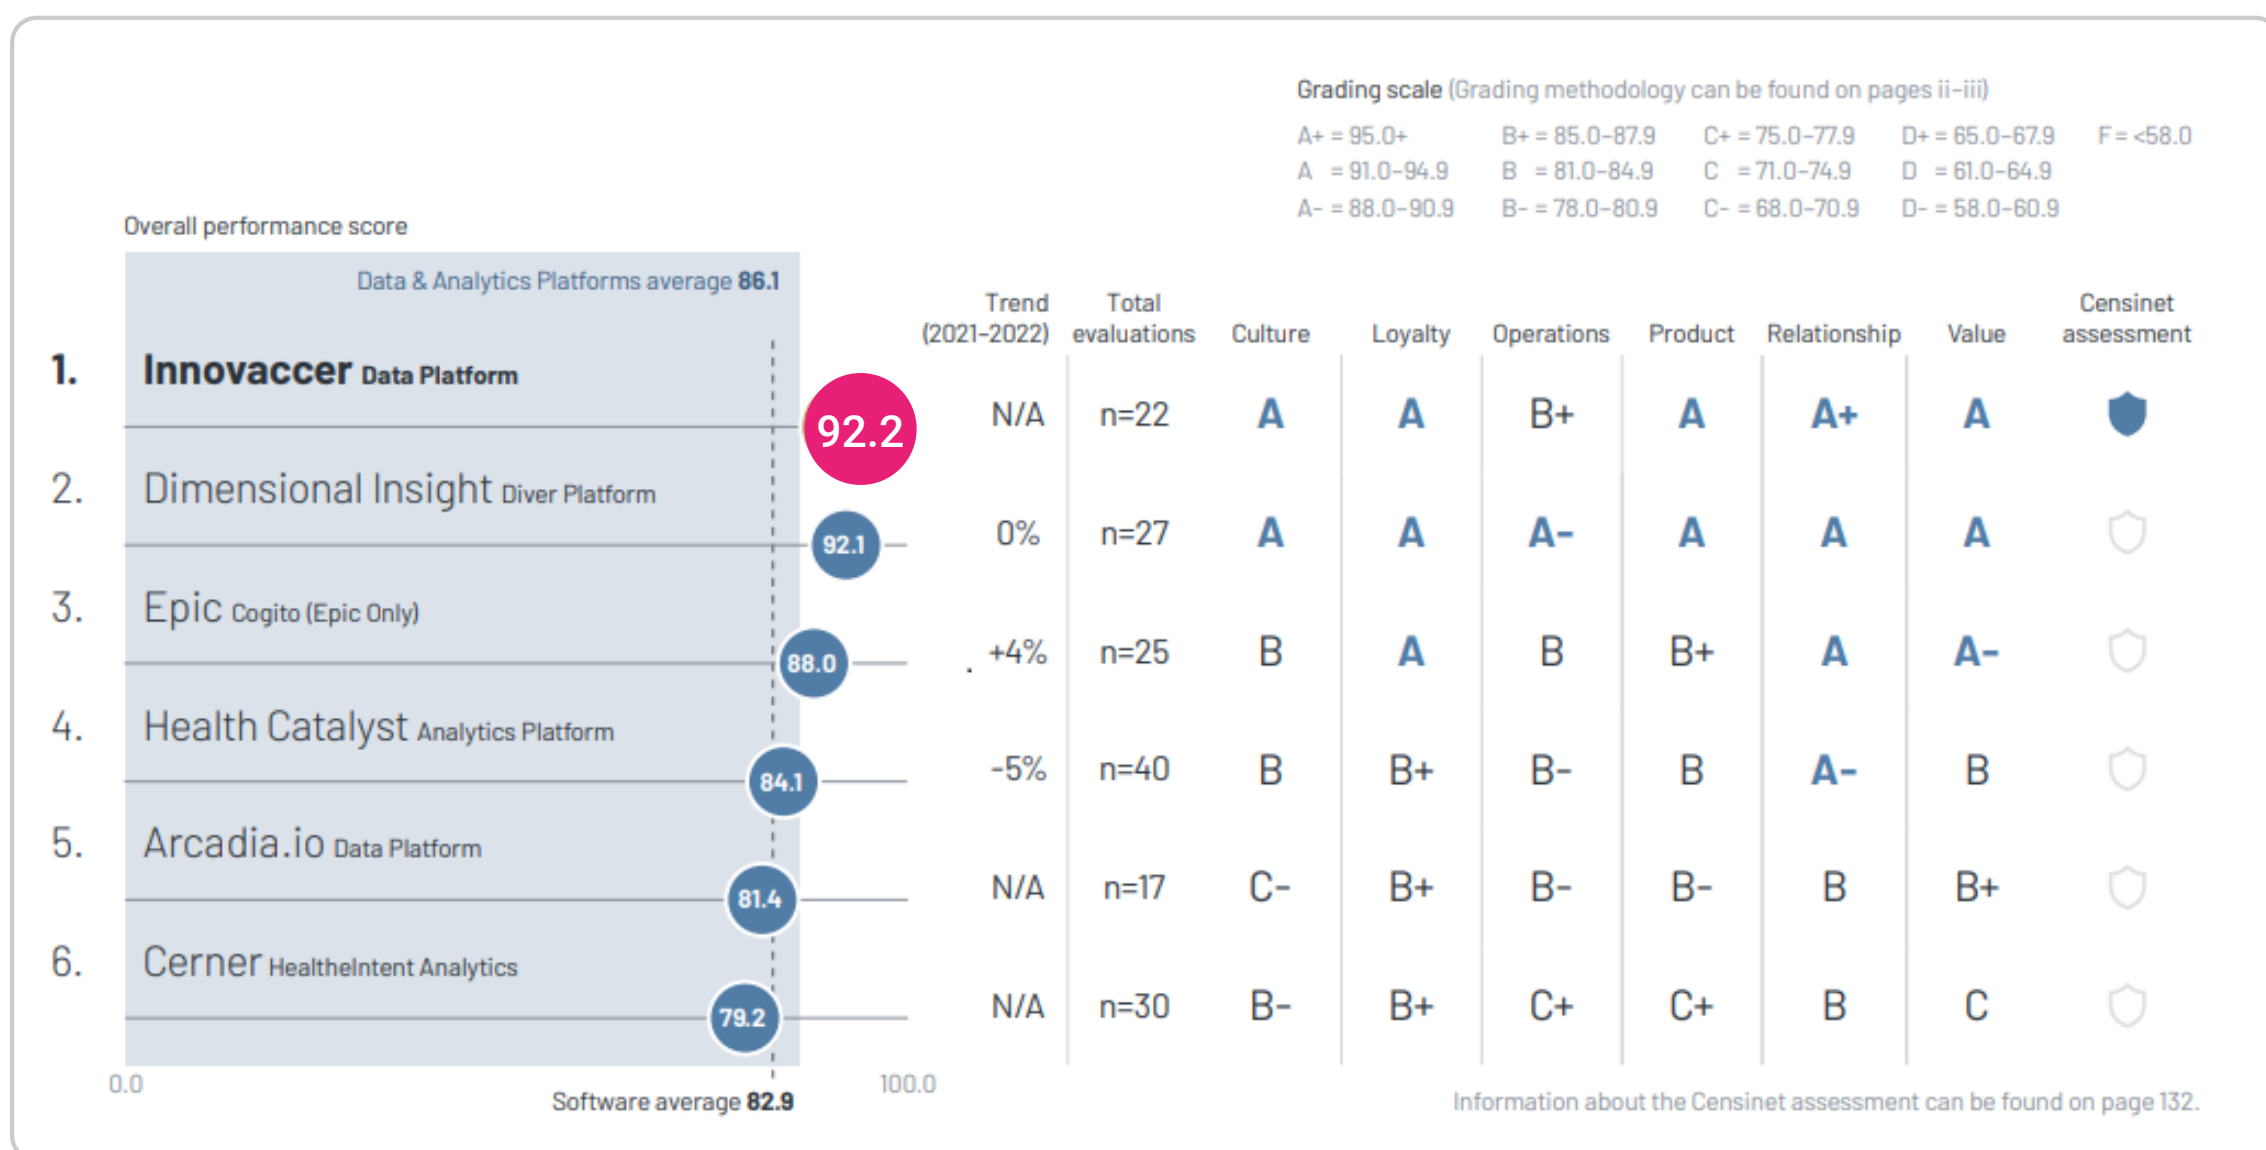 Grading scale (Grading methodology can be found on pages ii–iii)
A+ = 95.0+ B+ = 85.0–87.9 C+ = 75.0–77.9 D+ = 65.0–67.9 F = <58.0
A = 91.0–94.9 B = 81.0–84.9 C = 71.0–74.9 D = 61.0–64.9
A- = 88.0–90.9 B- = 78.0–80.9 C- = 68.0–70.9 D- = 58.0–60.9
Overall performance score
Data & Analytics Platforms average 86.1
Trend (2021–2022) Total evaluations Culture Loyalty Operations Product Relationship Value Censinet assessment
1. Innovaccer Data Platform
92.2 N/A n=22 A A B+ A A+ A
2. Dimensional Insight Diver Platform
92.1 0% n=27 A A A- A A A
3. Epic Cogito (Epic Only)
88.0 +4% n=25 B A B B+ A A-
4. Health Catalyst Analytics Platform
84.1 -5% n=40 B B+ B- B A- B
5. Arcadia.io Data Platform
81.4 N/A n=17 C- B+ B- B- B B+
6. Cerner HealtheIntent Analytics
79.2 N/A n=30 B- B+ C+ C+ B C
0.0 100.0
Software average 82.9
Information about the Censinet assessment can be found on page 132.